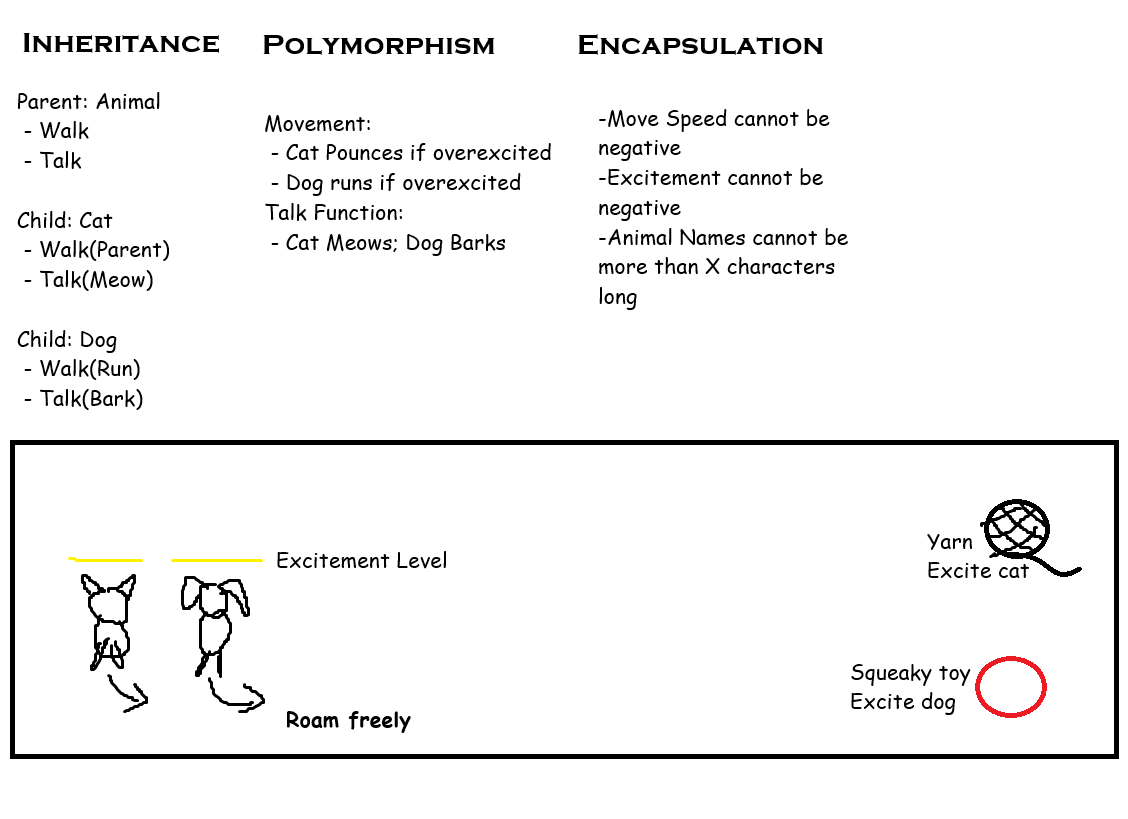 INHERITANCE
Parent: Animal
- Walk
- Talk
Child: Cat
- Walk(Parent)
- Talk(Meow)
Child: Dog
- Walk(Run)
- Talk(Bark)
POLYMORPHISM
Movement:
- Cat Pounces if overexcited
- Dog runs if overexcited
Talk Function:
- Cat Meows; Dog Barks
ENCAPSULATION
-Move Speed cannot be
negative
-Excitement cannot be
negative
-Animal Names cannot be
more than X characters
long
Excitement Level
Roam freely
Yarn
Excite cat
Squeaky toy
Excite dog